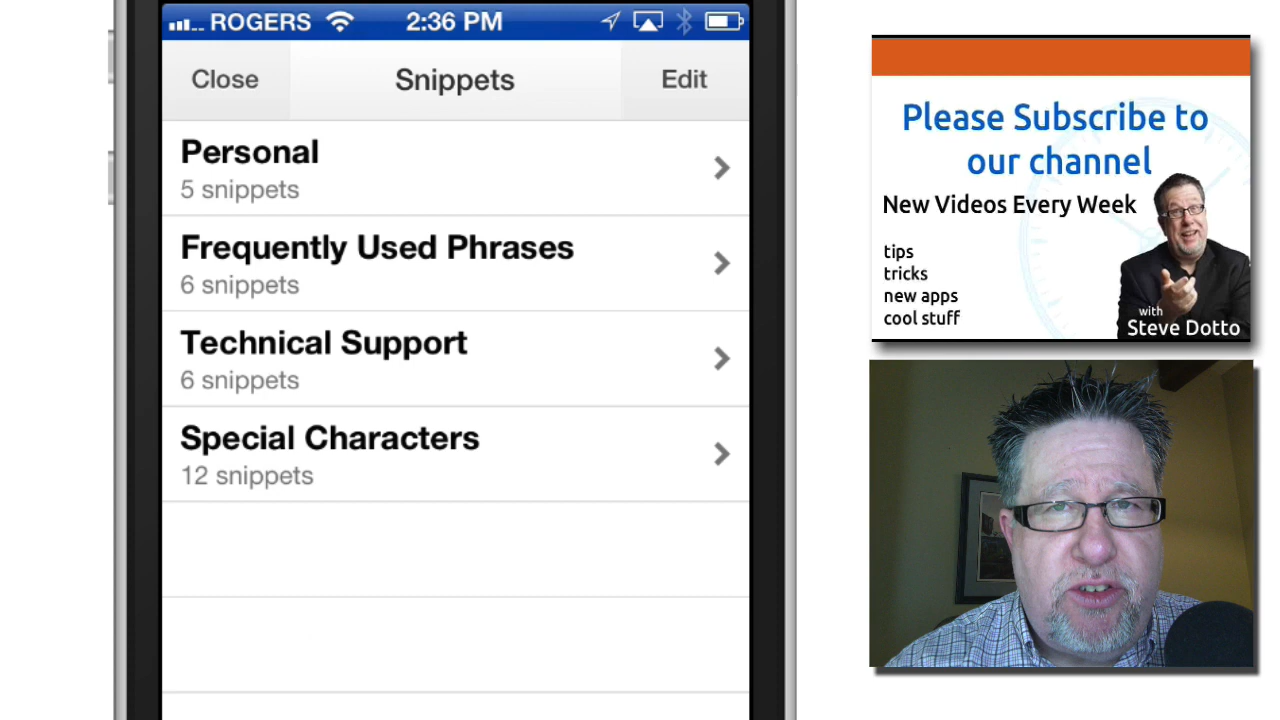 ROGERS 2:36 PM
Close Snippets Edit
Personal
5 snippets
Frequently Used Phrases
6 snippets
Technical Support
6 snippets
Special Characters
12 snippets
Please Subscribe to
our channel
New Videos Every Week
tips
tricks
new apps
cool stuff
with
Steve Dotto